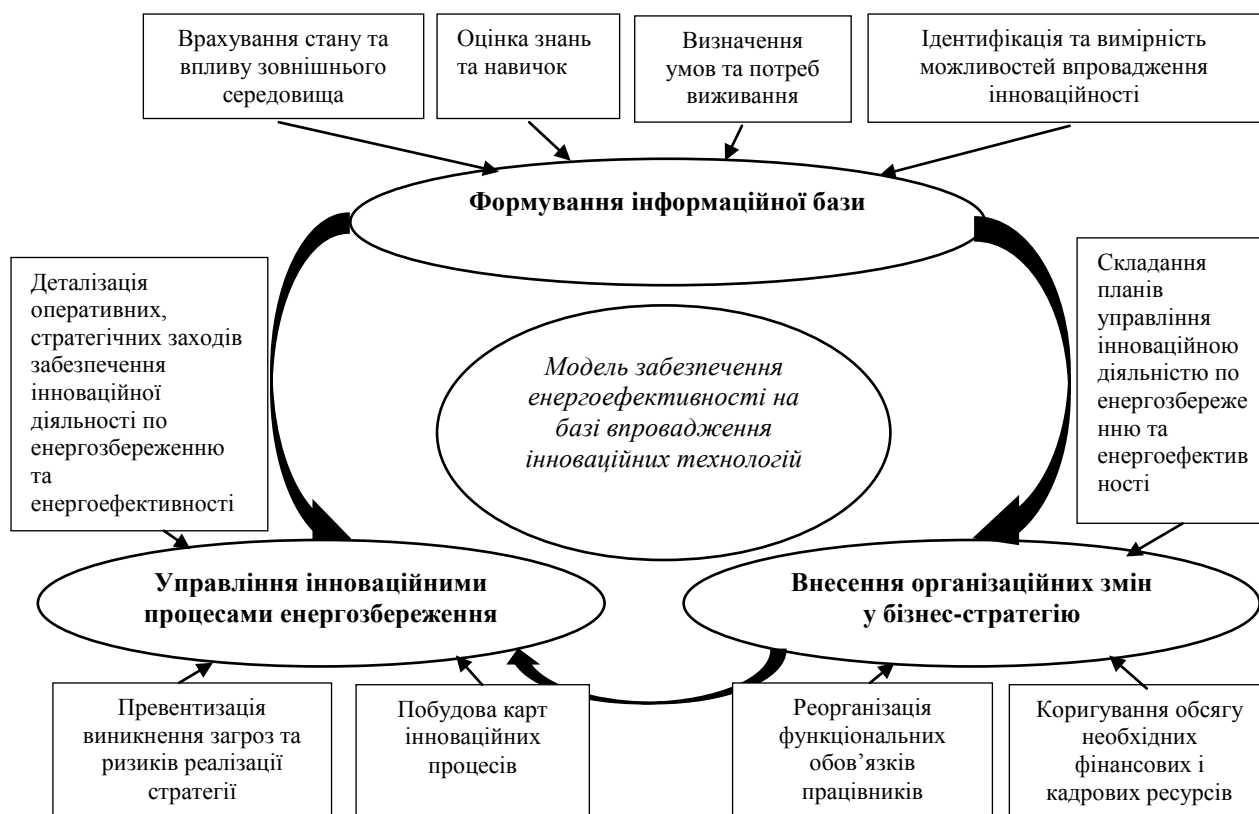 Врахування стану та
впливу зовнішнього
середовища
Оцінка знань
та навичок
Визначення
умов та потреб
виживання
Ідентифікація та вимірність
можливостей впровадження
інноваційності
Формування інформаційної бази
Деталізація
оперативних,
стратегічних заходів
забезпечення
інноваційної
діяльності по
енергозбереженню
та
енергоефективності
Модель забезпечення
енергоефективності на
базі впровадження
інноваційних технологій
Складання
планів
управління
інноваційною
діяльністю по
енергозбереже
нню та
енергоефектив
ності
Управління інноваційними
процесами енергозбереження
Внесення організаційних змін
у бізнес-стратегію
Превентизація
виникнення загроз та
ризиків реалізації
стратегії
Побудова карт
інноваційних
процесів
Реорганізація
функціональних
обов’язків
працівників
Коригування обсягу
необхідних
фінансових і
кадрових ресурсів